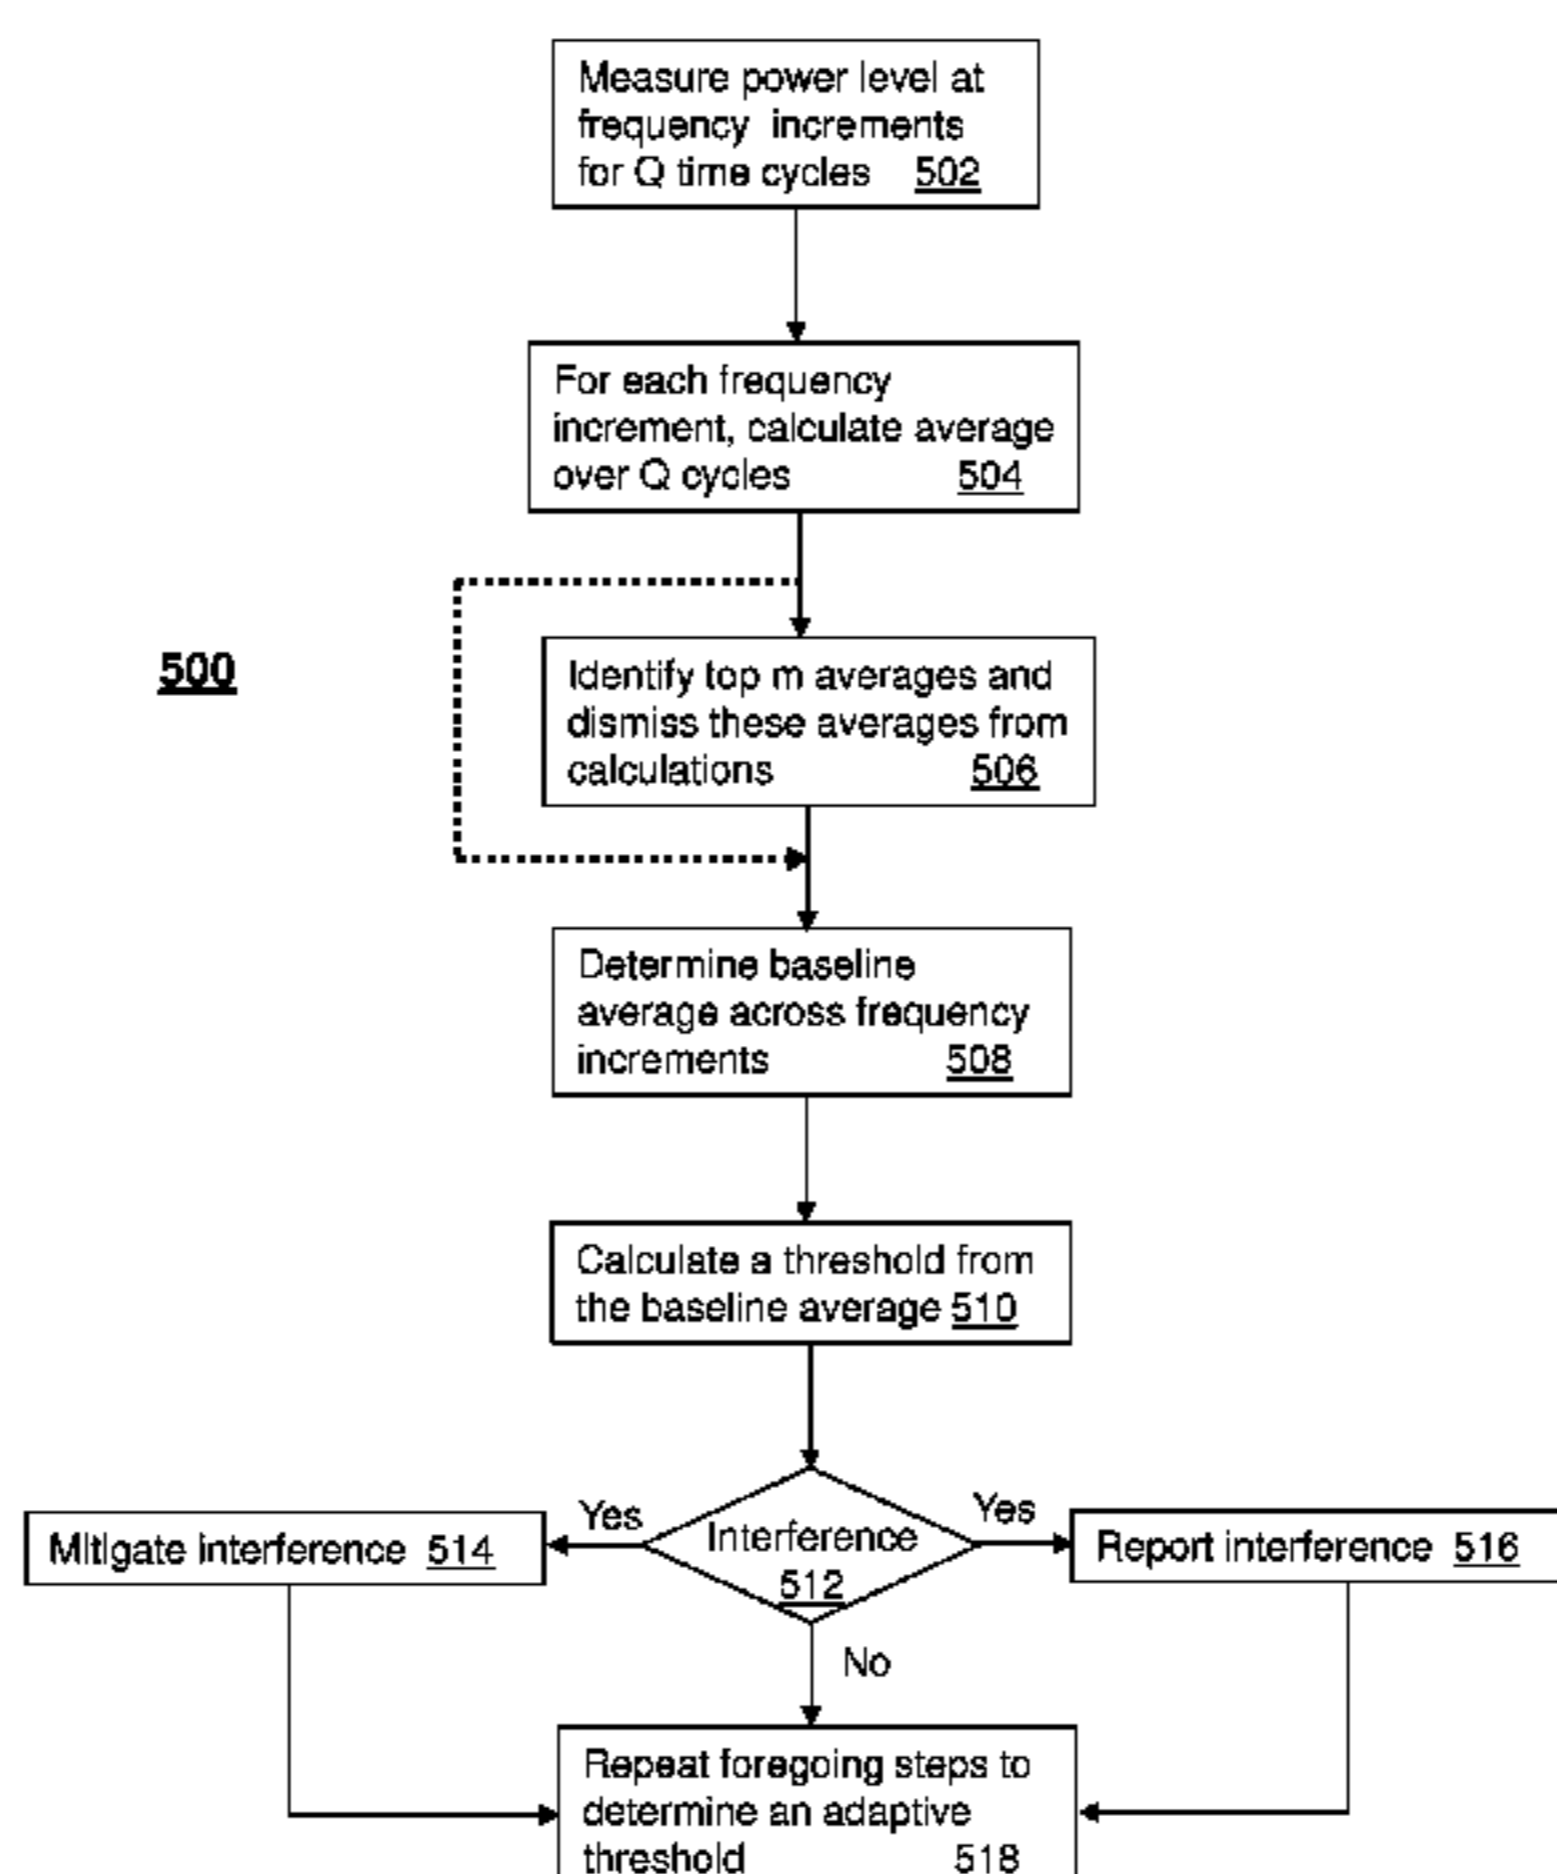 Measure power level at
frequency increments
for Q time cycles 502
For each frequency
increment, calculate average
over Q cycles 504
500
Identify top m averages and
dismiss these averages from
calculations 506
Determine baseline
average across frequency
increments 508
Calculate a threshold from
the baseline average 510
Yes
Yes
Mitigate interference 514
Interference
512
Report interference 516
No
Repeat foregoing steps to
determine an adaptive
threshold 518